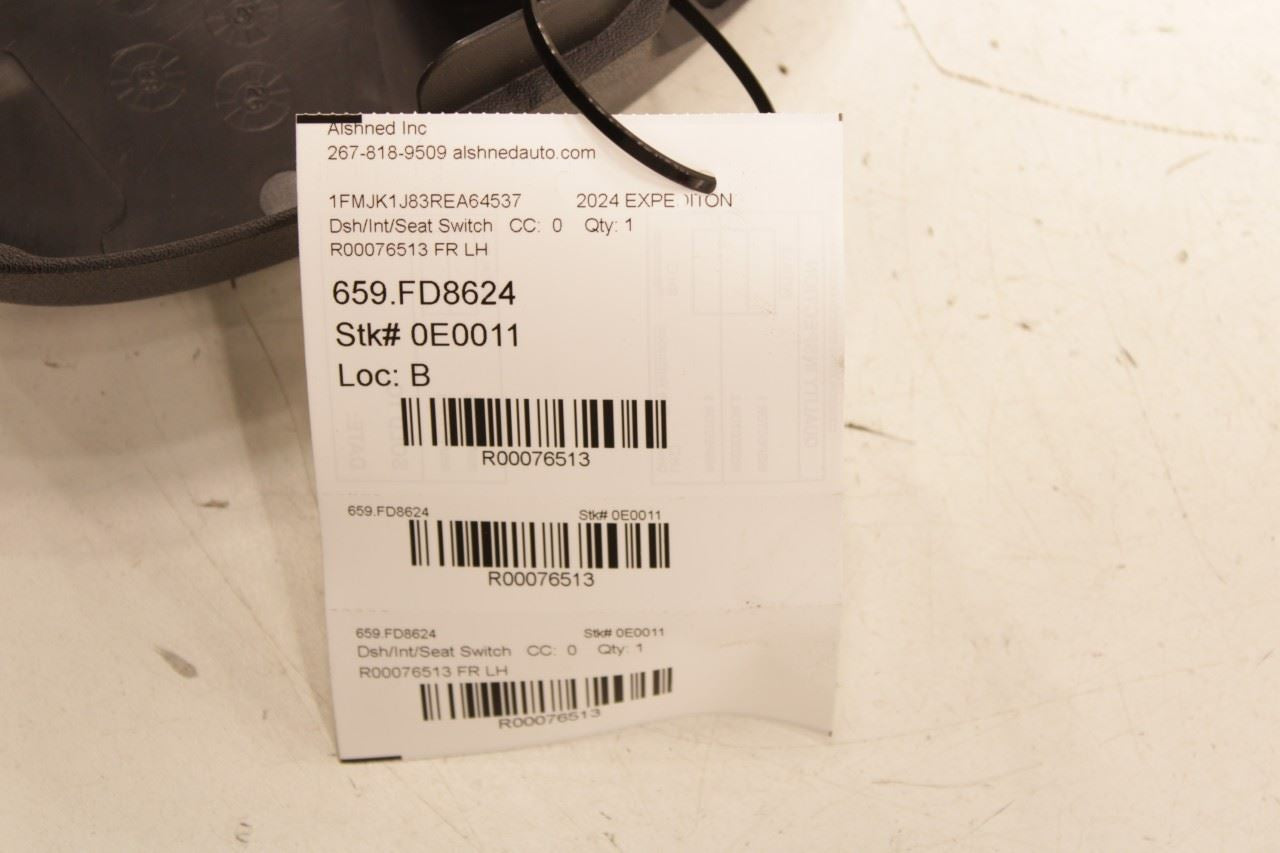 Alshned Inc
267-818-9509 alshnedauto.com
1FMJK1J83REA64537 2024 EXPEDITON
Dsh/Int/Seat Switch CC: 0 Qty: 1
R00076513 FR LH
659.FD8624
Stk# 0E0011
Loc: B
R00076513
659.FD8624 Stk# 0E0011
R00076513
659.FD8624 Stk# 0E0011
Dsh/Int/Seat Switch CC: 0 Qty: 1
R00076513 FR LH
R00076513